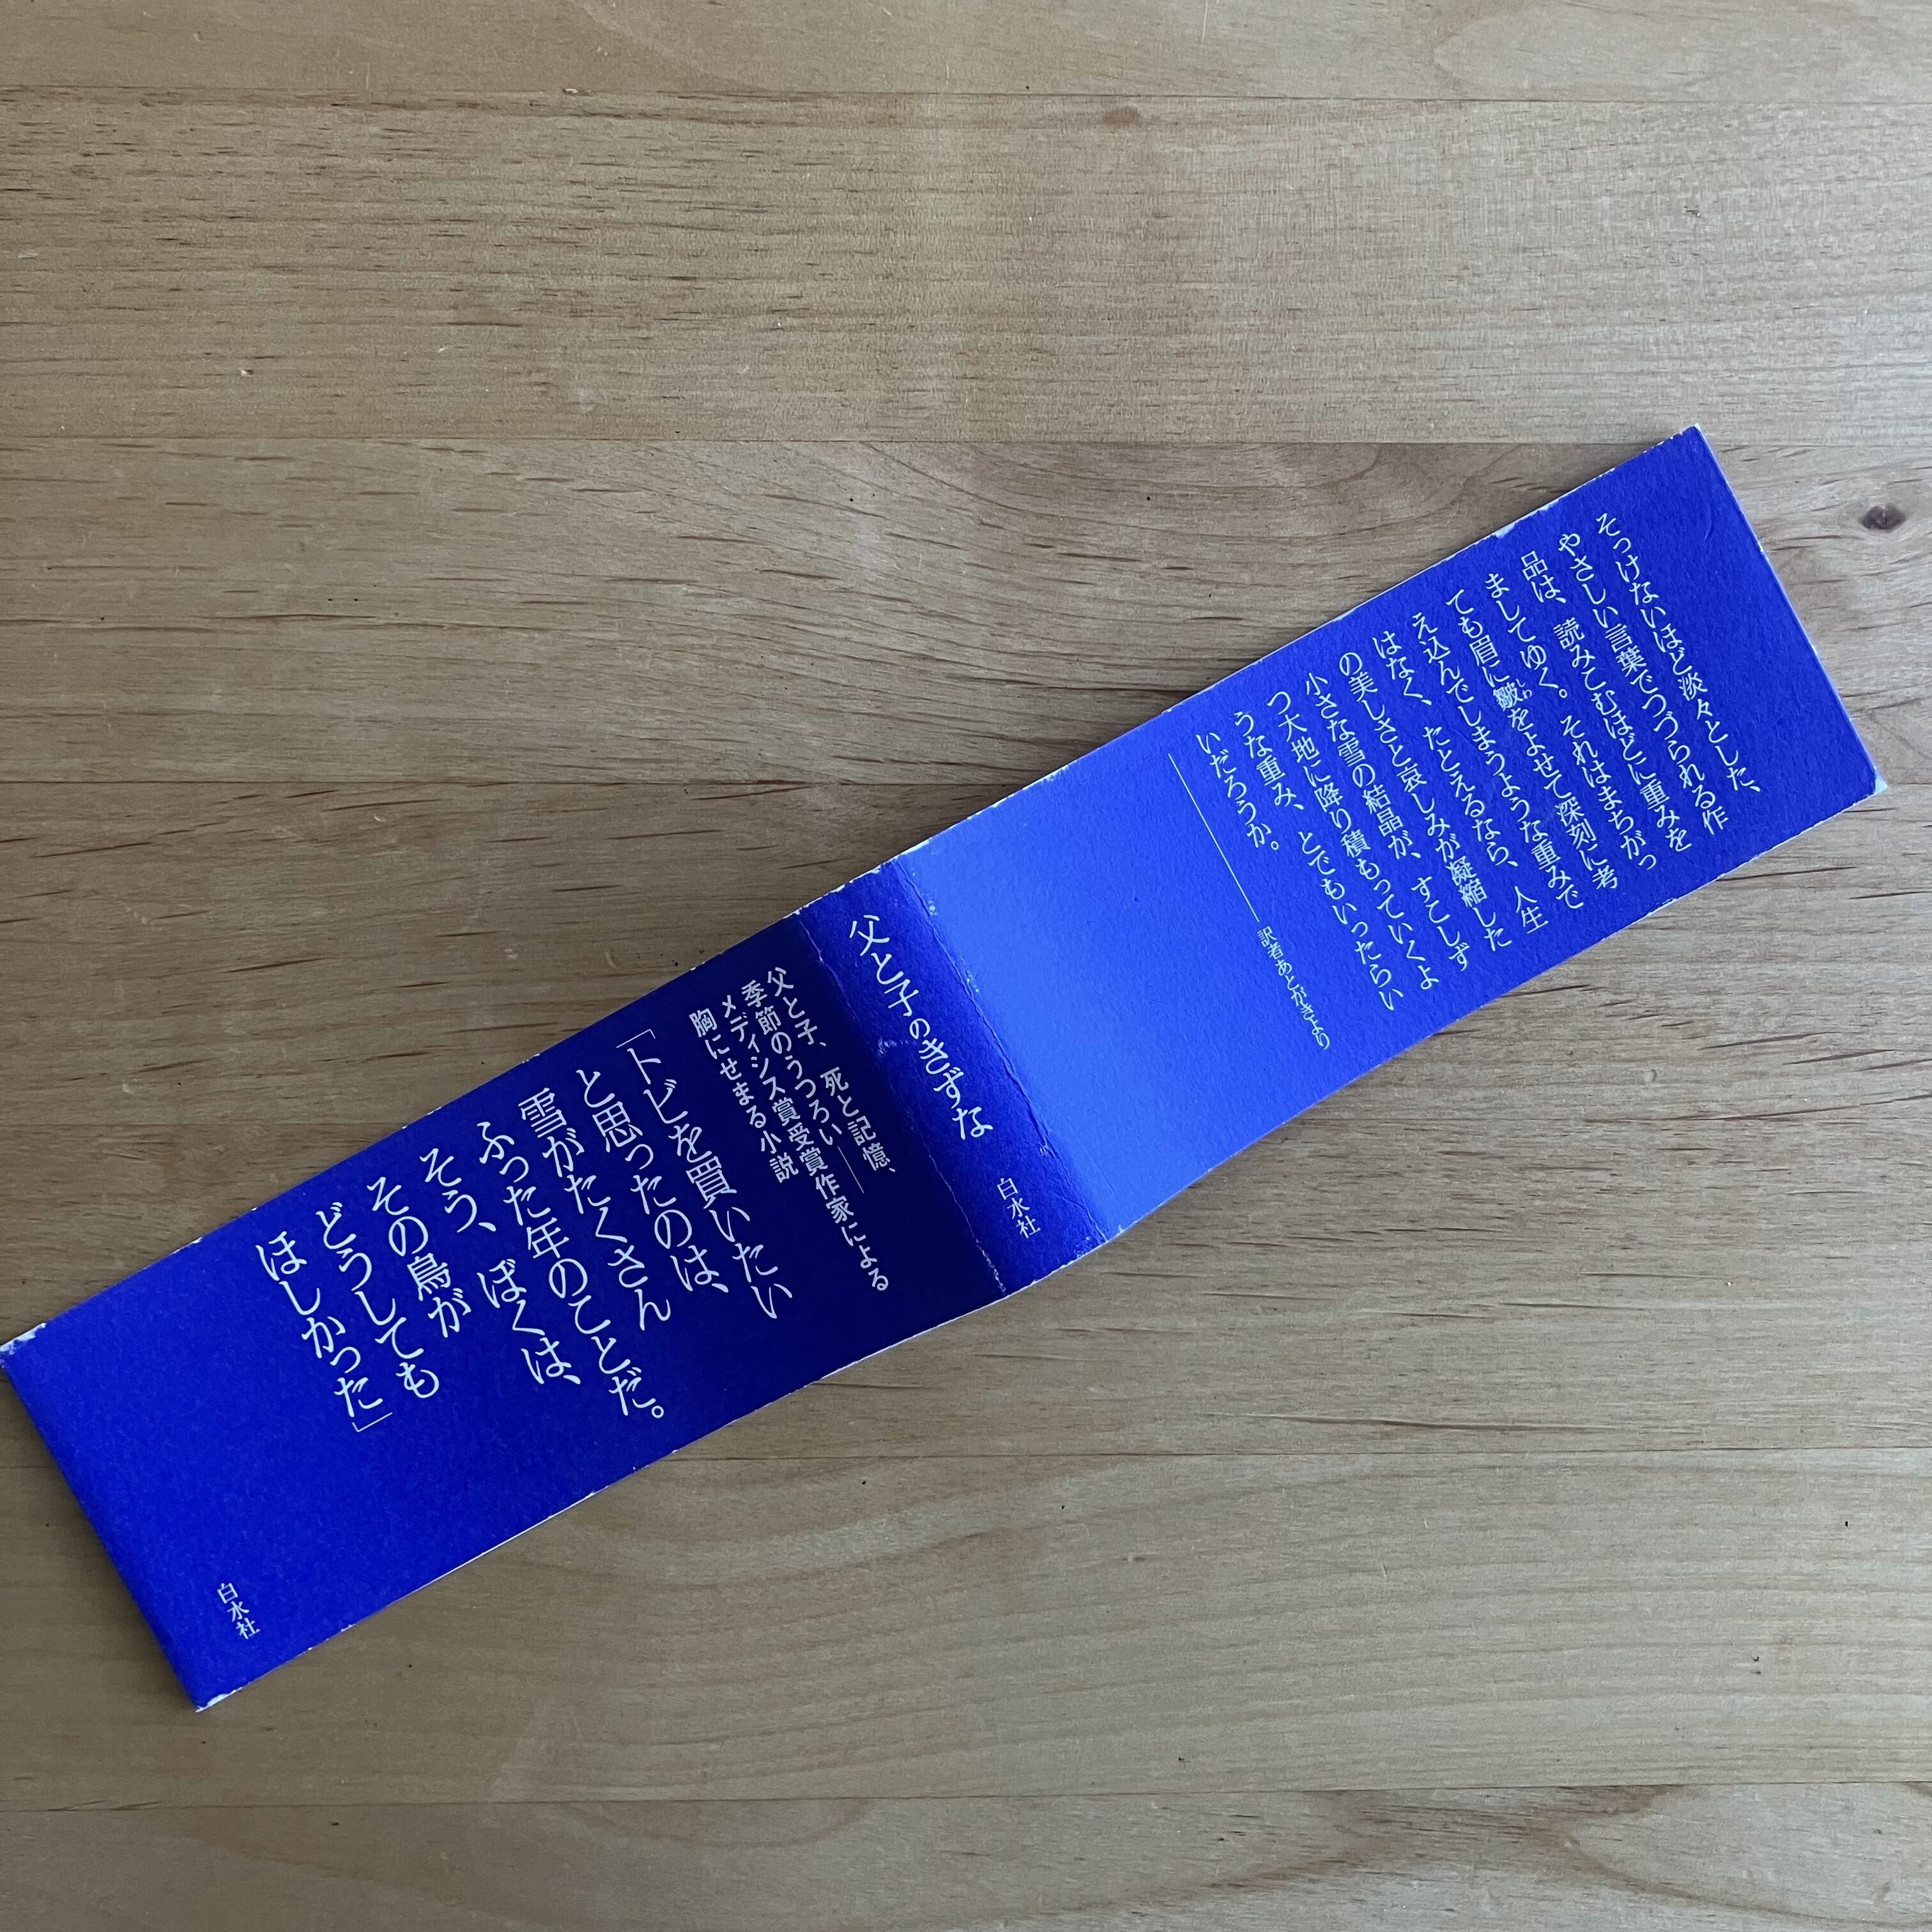 そっけないほど淡々とした、
やさしい言葉でつづられる作
品は、読みこむほどに重みを
ましてゆく。それはまちがっ
ても眉に皺をよせて深刻に考
しわ
え込んでしまうような重みで
はなく、たとえるなら、人生
の美しさと哀しみが凝縮した
小さな雪の結晶が、すこしず
つ大地に降り積もっていくよ
うな重み、とでもいったらい
いだろうか。
――訳者あとがきより
父と子のきずな 白水社
父と子、死と記憶、
季節のうつろい――
メディシス賞受賞作家による
胸にせまる小説
「トビを買いたい
と思ったのは、
雪がたくさん
ふった年のことだ。
そう、ぼくは、
その鳥が
どうしても
ほしかった」
白水社